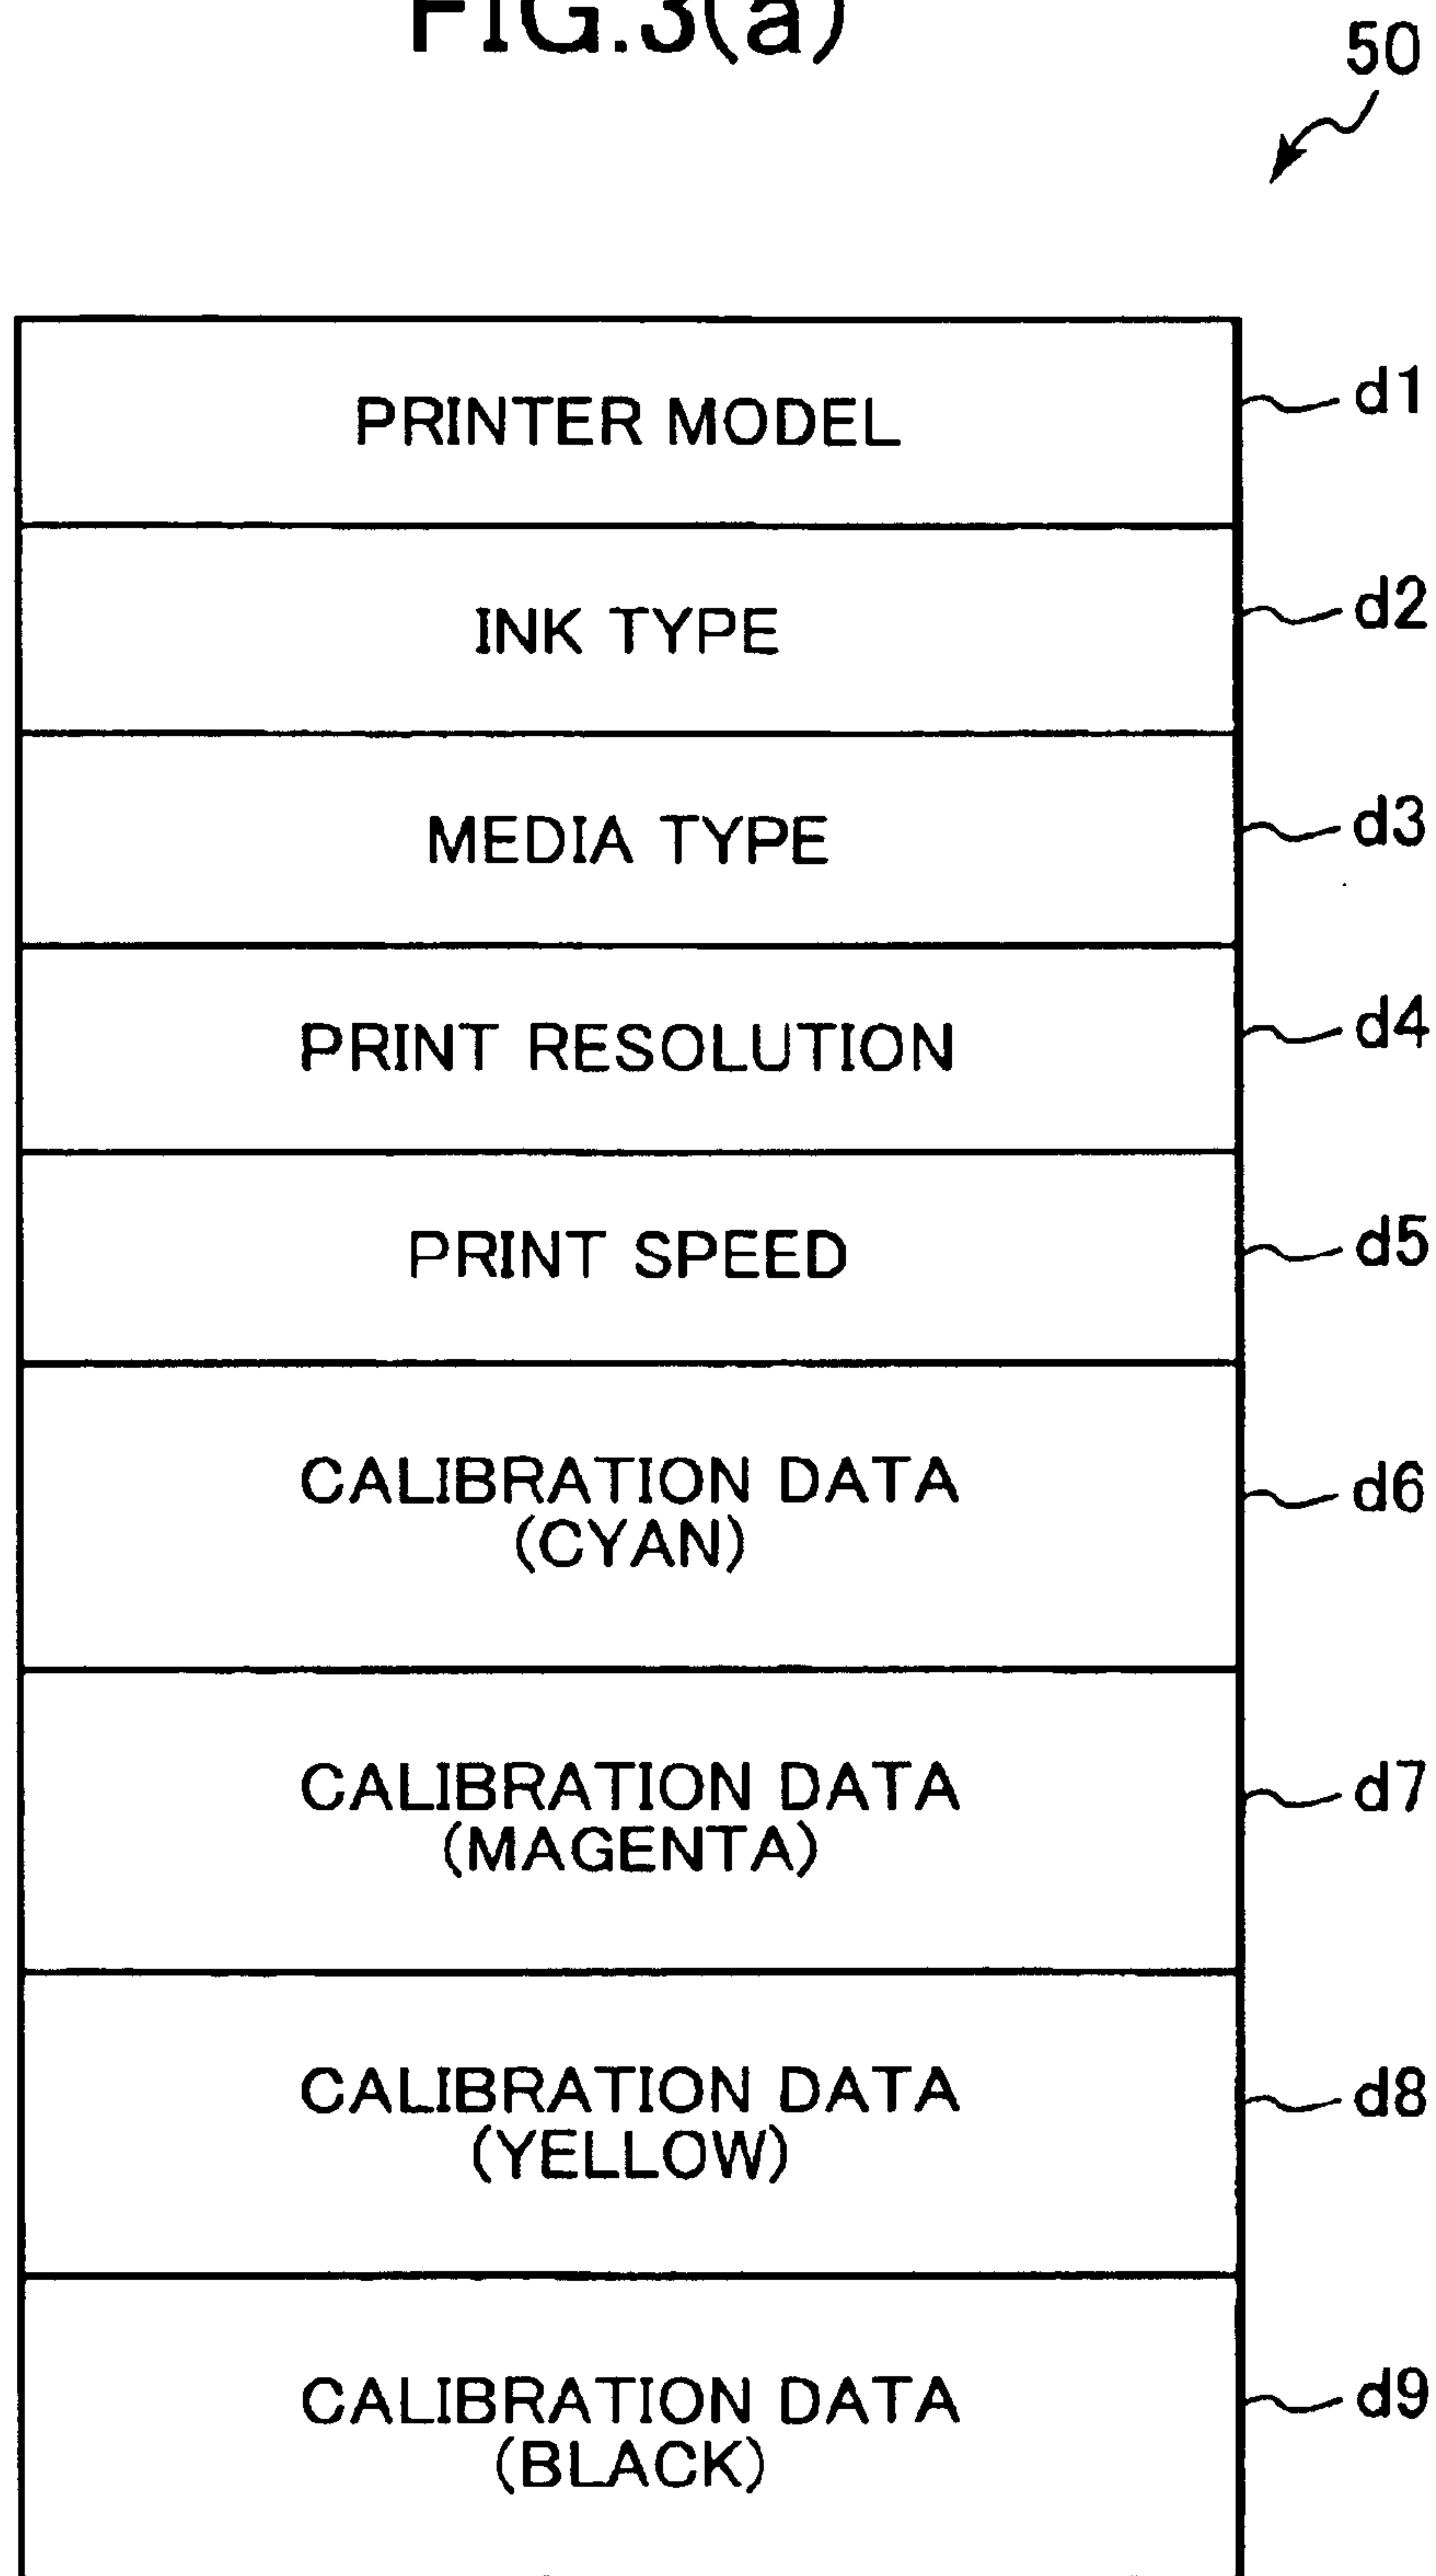 FIG.3(a)
50
PRINTER MODEL
d1
INK TYPE
d2
MEDIA TYPE
d3
PRINT RESOLUTION
d4
PRINT SPEED
d5
CALIBRATION DATA
(CYAN)
d6
CALIBRATION DATA
(MAGENTA)
d7
CALIBRATION DATA
(YELLOW)
d8
CALIBRATION DATA
(BLACK)
d9